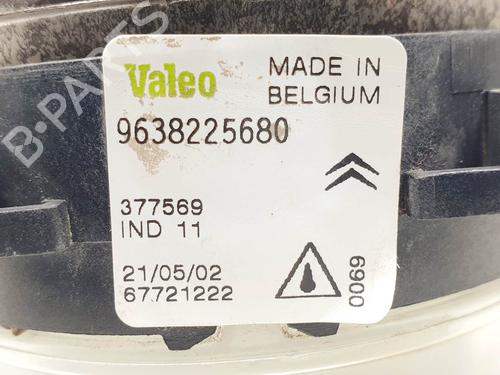 B-PARTS
Valeo
MADE IN
BELGIUM
9638225680
377569
IND 11
21/05/02
67721222
0069